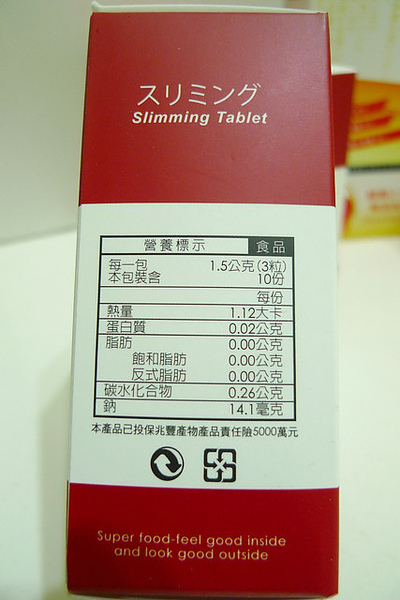 スリミング
Slimming Tablet
營養標示 食品
每一包 1.5公克(3粒)
本包裝含 10份
每份
熱量 1.12大卡
蛋白質 0.02公克
脂肪 0.00公克
飽和脂肪 0.00公克
反式脂肪 0.00公克
碳水化合物 0.26公克
鈉 14.1毫克
本產品已投保兆豐產物產品責任險5000萬元
Super food-feel good inside
and look good outside